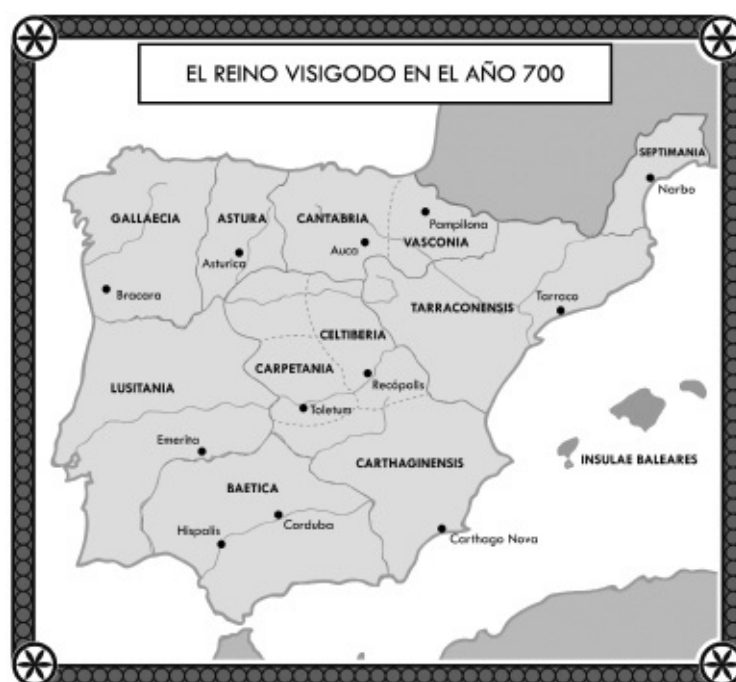 EL REINO VISIGODO EN EL AÑO 700
SEPTIMANIA
Narbo
GALLAECIA
ASTURA
CANTABRIA
Pampilona
VASCONIA
Auca
Asturica
Bracara
Tarraco
TARRACONENSIS
CELTIBERIA
CARPETANIA
Recópolis
LUSITANIA
Toletum
Emerita
CARTHAGINENSIS
INSULAE BALEARES
BAETICA
Corduba
Hispalis
Carthago Nova